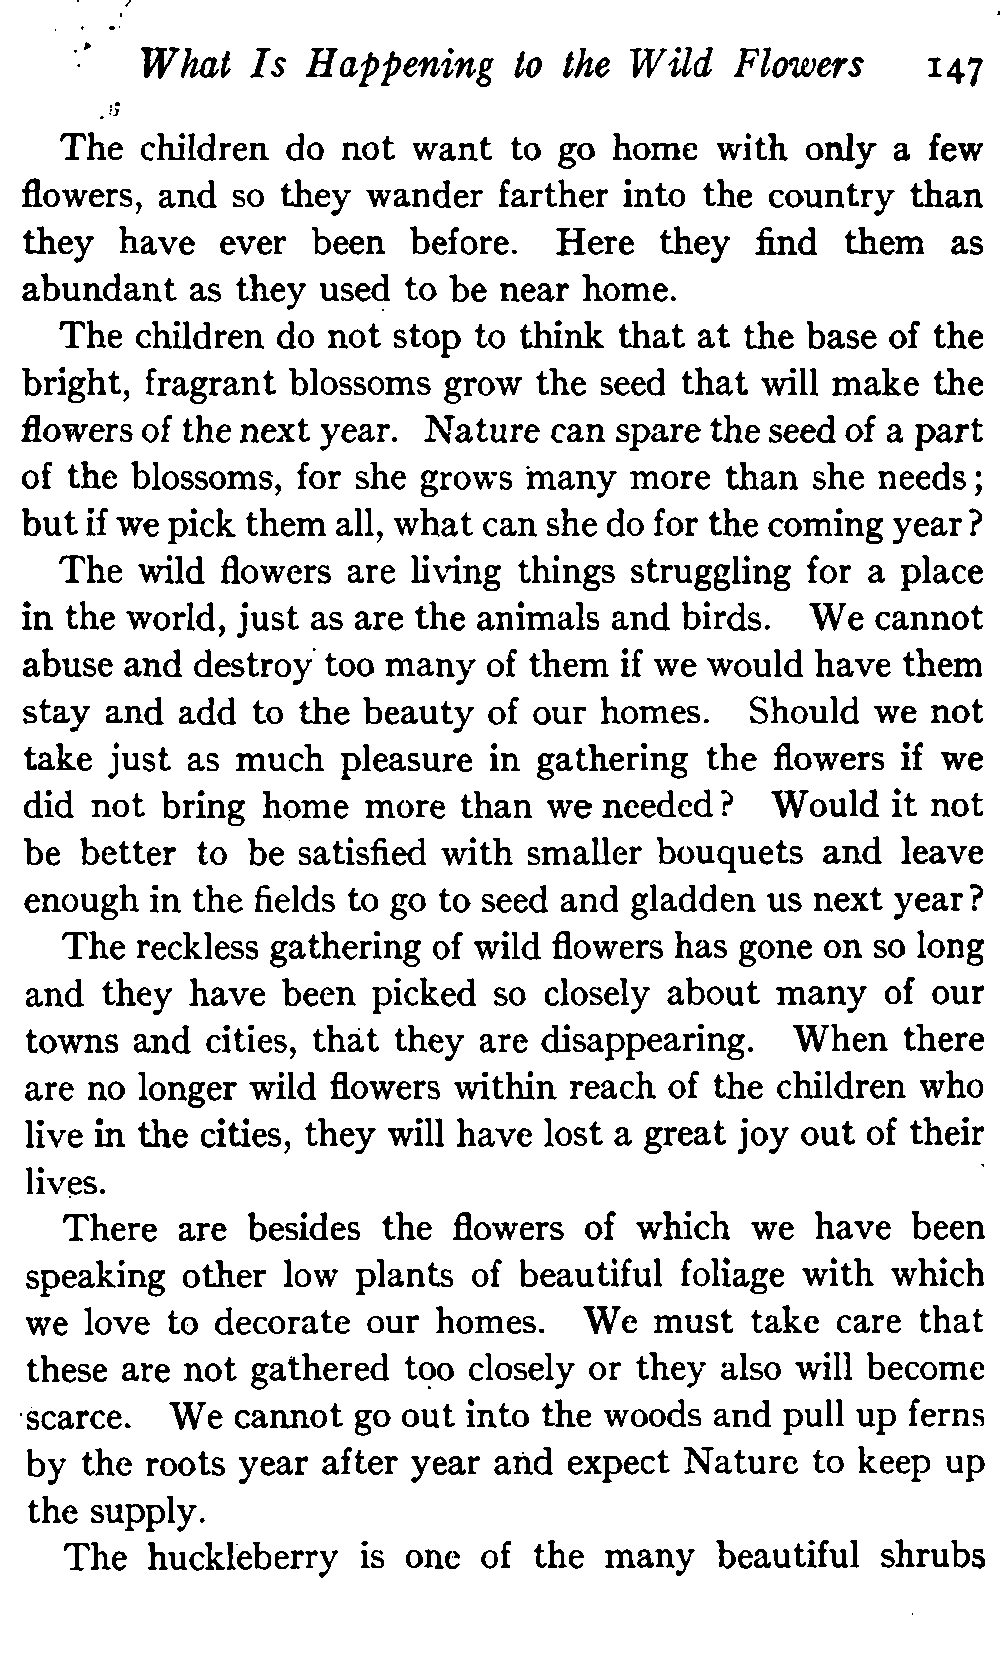 What Is Happening to the Wild Flowers 147
The children do not want to go home with only a few
flowers, and so they wander farther into the country than
they have ever been before. Here they find them as
abundant as they used to be near home.
The children do not stop to think that at the base of the
bright, fragrant blossoms grow the seed that will make the
flowers of the next year. Nature can spare the seed of a part
of the blossoms, for she grows many more than she needs;
but if we pick them all, what can she do for the coming year?
The wild flowers are living things struggling for a place
in the world, just as are the animals and birds. We cannot
abuse and destroy too many of them if we would have them
stay and add to the beauty of our homes. Should we not
take just as much pleasure in gathering the flowers if we
did not bring home more than we needed? Would it not
be better to be satisfied with smaller bouquets and leave
enough in the fields to go to seed and gladden us next year?
The reckless gathering of wild flowers has gone on so long
and they have been picked so closely about many of our
towns and cities, that they are disappearing. When there
are no longer wild flowers within reach of the children who
live in the cities, they will have lost a great joy out of their
lives.
There are besides the flowers of which we have been
speaking other low plants of beautiful foliage with which
we love to decorate our homes. We must take care that
these are not gathered too closely or they also will become
scarce. We cannot go out into the woods and pull up ferns
by the roots year after year and expect Nature to keep up
the supply.
The huckleberry is one of the many beautiful shrubs